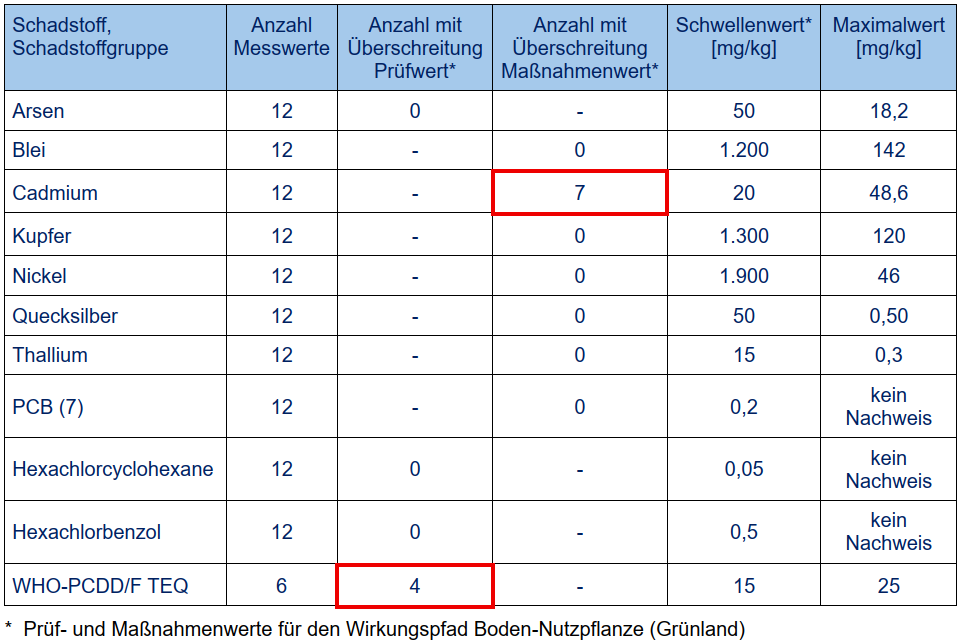 Schadstoff, Schadstoffgruppe | Anzahl Messwerte | Anzahl mit Überschreitung Prüfwert* | Anzahl mit Überschreitung Maßnahmenwert* | Schwellenwert* [mg/kg] | Maximalwert [mg/kg]
Arsen | 12 | 0 | - | 50 | 18,2
Blei | 12 | - | 0 | 1.200 | 142
Cadmium | 12 | - | 7 | 20 | 48,6
Kupfer | 12 | - | 0 | 1.300 | 120
Nickel | 12 | - | 0 | 1.900 | 46
Quecksilber | 12 | - | 0 | 50 | 0,50
Thallium | 12 | - | 0 | 15 | 0,3
PCB (7) | 12 | - | 0 | 0,2 | kein Nachweis
Hexachlorcyclohexane | 12 | 0 | - | 0,05 | kein Nachweis
Hexachlorbenzol | 12 | 0 | - | 0,5 | kein Nachweis
WHO-PCDD/F TEQ | 6 | 4 | - | 15 | 25
* Prüf- und Maßnahmenwerte für den Wirkungspfad Boden-Nutzpflanze (Grünland)